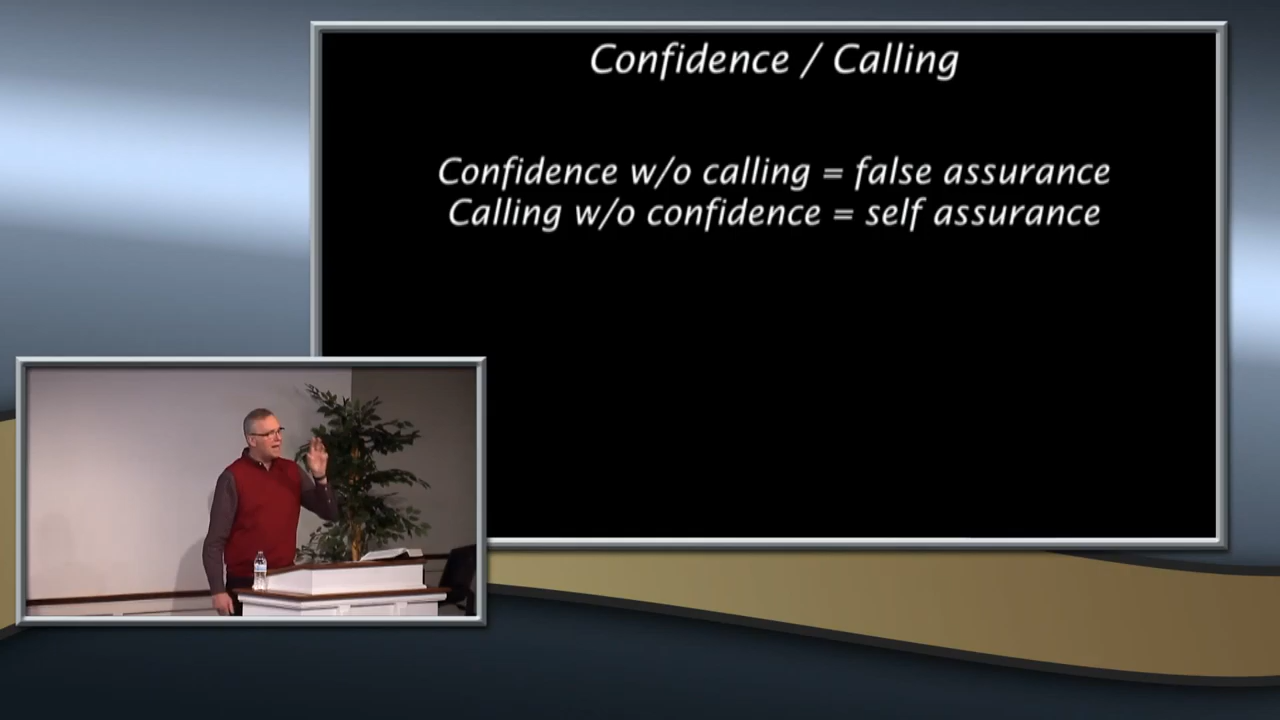 Confidence / Calling
Confidence w/o calling = false assurance
Calling w/o confidence = self assurance